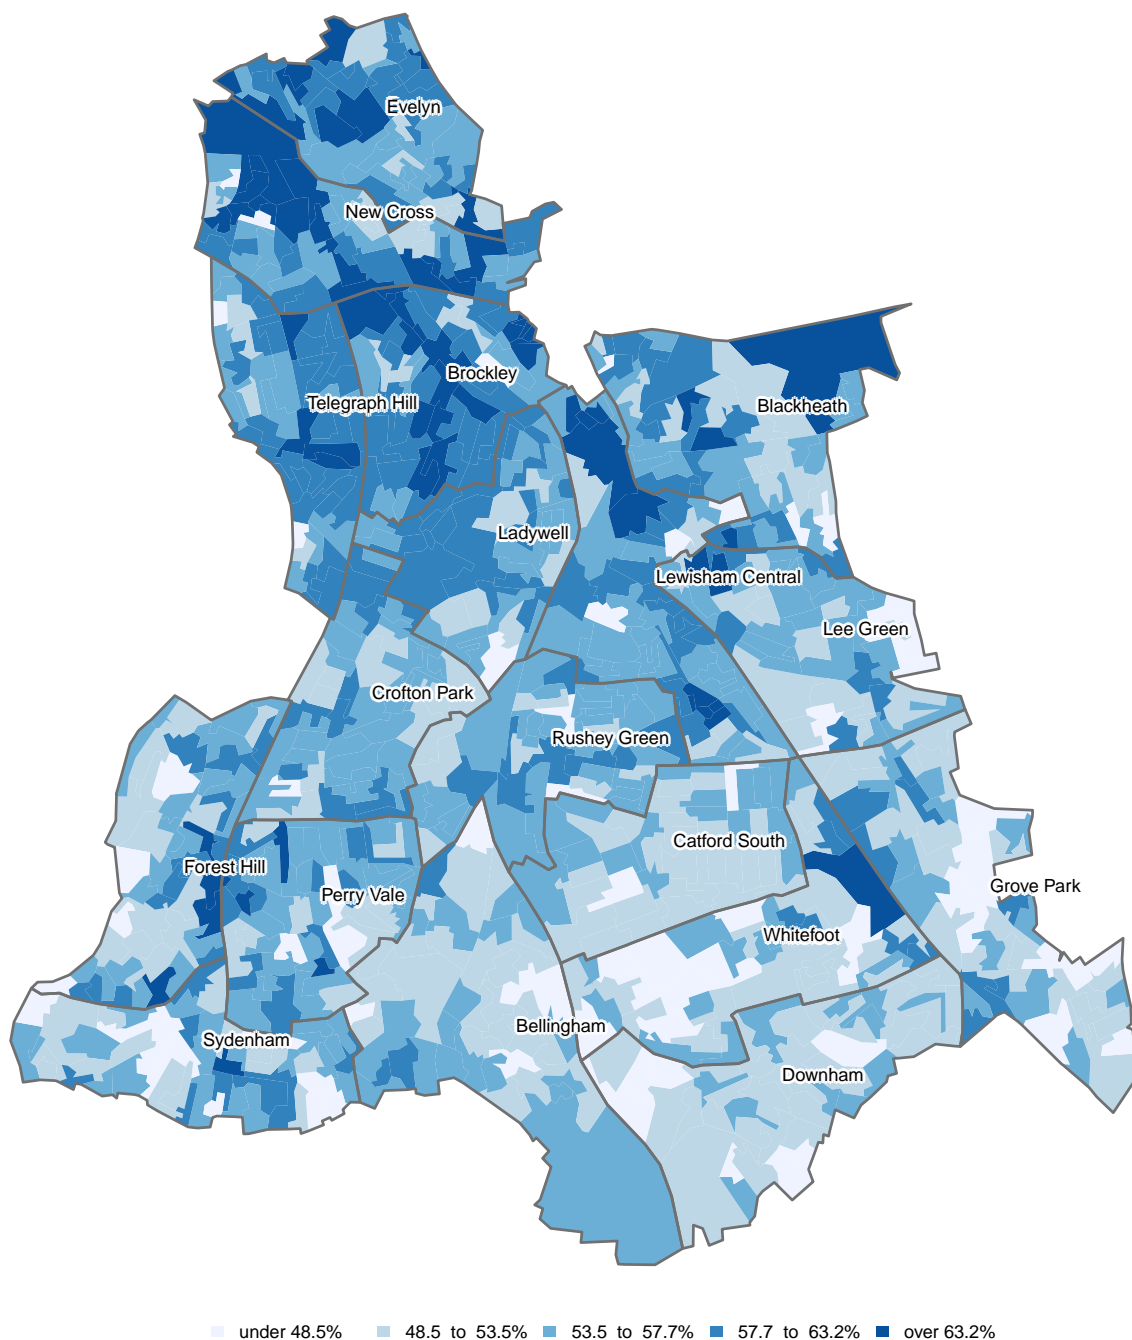 Evelyn
New Cross
Brockley
Telegraph Hill
Blackheath
Ladywell
Lewisham Central
Lee Green
Crofton Park
Rushey Green
Catford South
Forest Hill
Perry Vale
Grove Park
Whitefoot
Bellingham
Sydenham
Downham
under 48.5% 48.5 to 53.5% 53.5 to 57.7% 57.7 to 63.2% over 63.2%